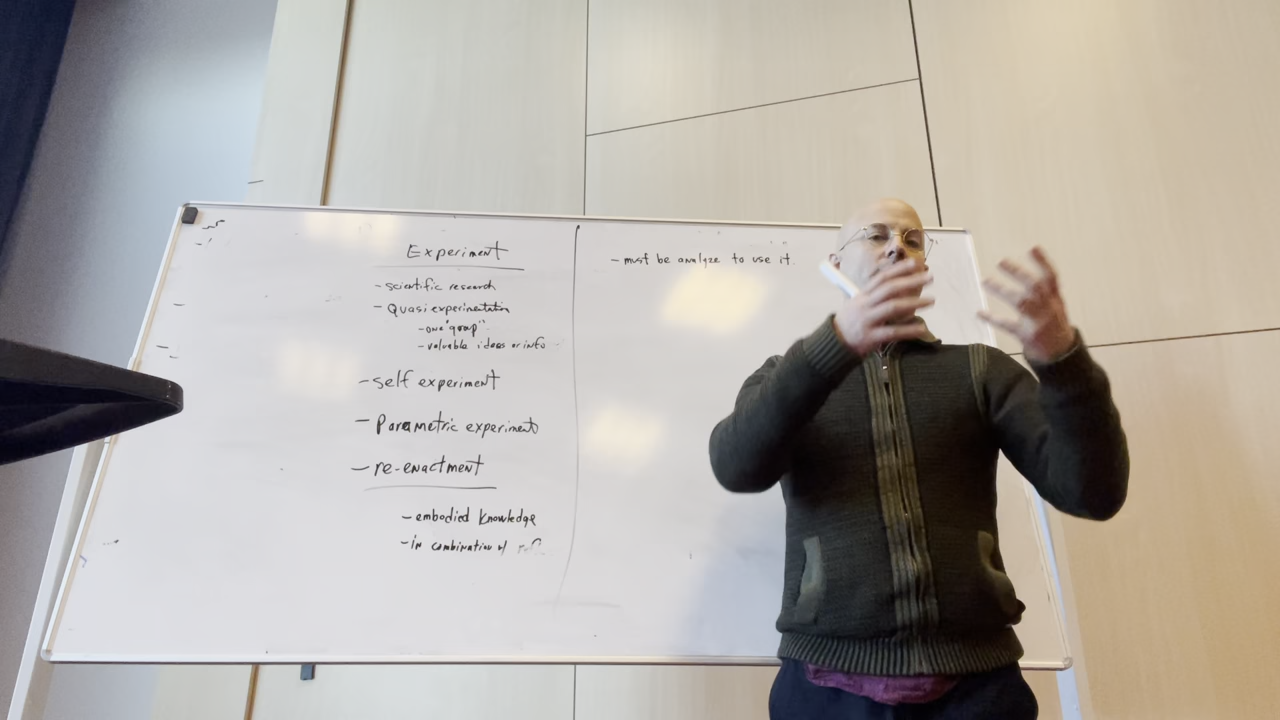 Experiment
- scientific research
- Quasi experimentation
- one "group"
- valuable ideas or info
- self experiment
- Parametric experiment
- re-enactment
- embodied knowledge
- in combination of
- must be analyze to use it.